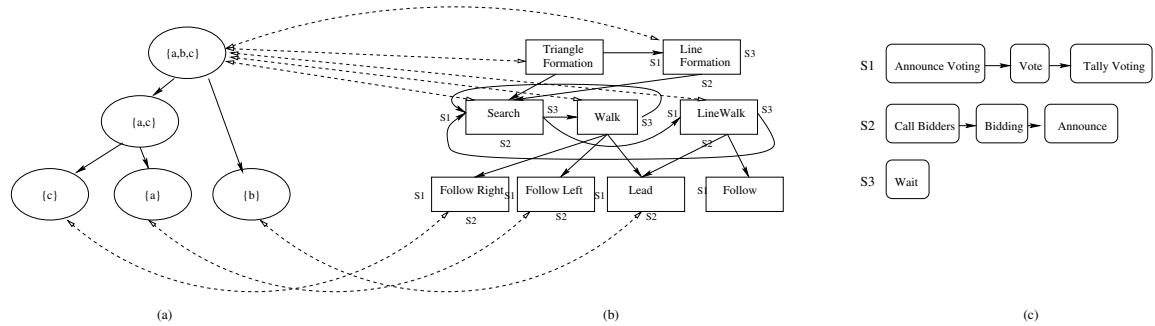 {a,b,c}
{a,c}
{c}
{a}
{b}
(a)
Triangle
Formation
S1
Line
Formation
S3
S2
S1
Search
S3
S2
Walk
S3
S1
LineWalk
S3
S2
S1
Follow Right
S2
S1
Follow Left
S2
S1
Lead
S2
S1
Follow
(b)
S1
Announce Voting
Vote
Tally Voting
S2
Call Bidders
Bidding
Announce
S3
Wait
(c)